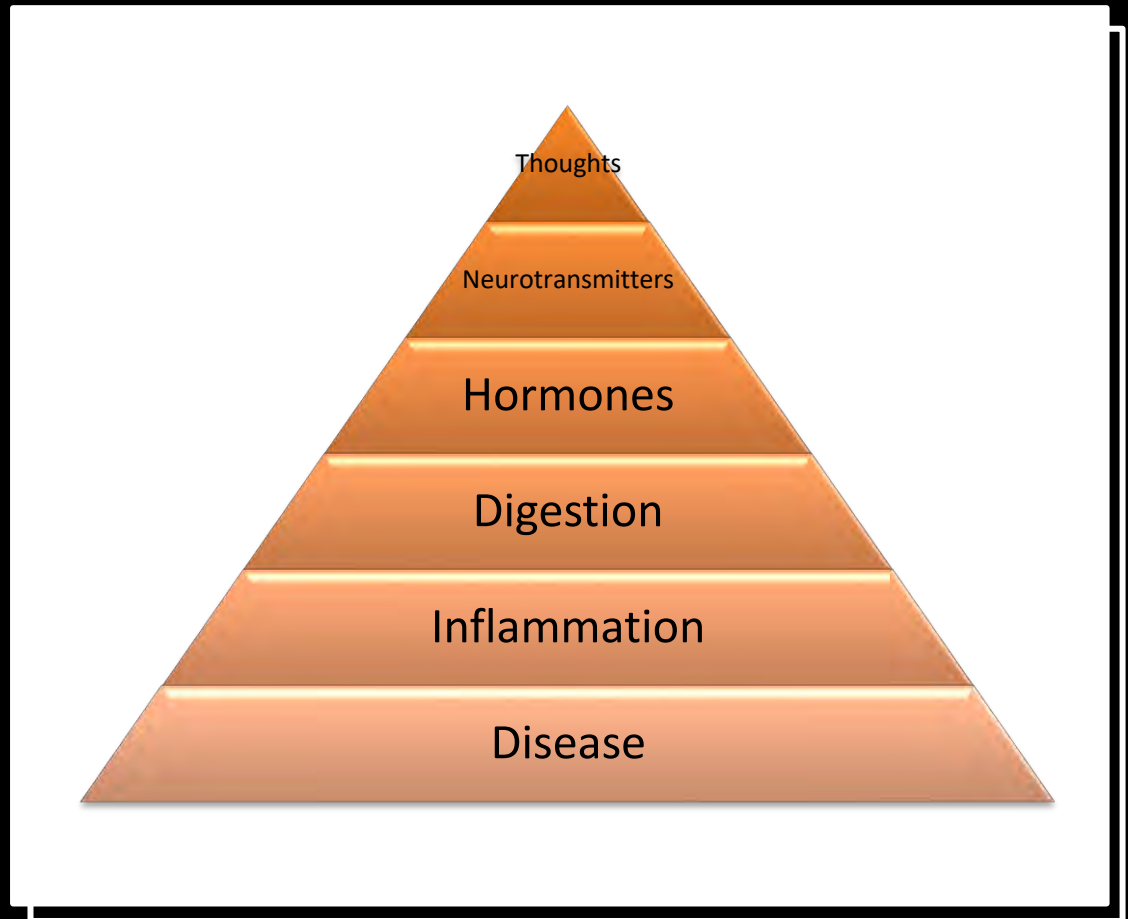 Thoughts
Neurotransmitters
Hormones
Digestion
Inflammation
Disease